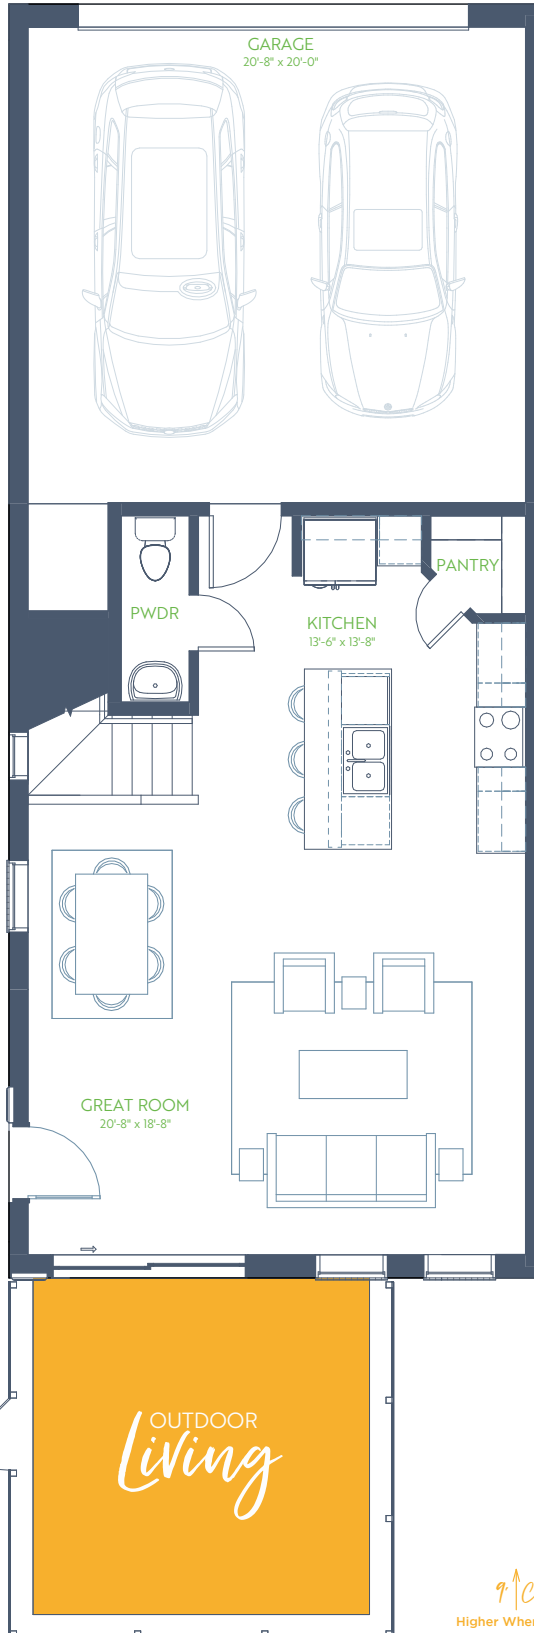 GARAGE
20'-8" x 20'-0"
PWDR
PANTRY
KITCHEN
13'-6" x 13'-8"
GREAT ROOM
20'-8" x 18'-8"
OUTDOOR
Living
9' C
Higher Wher